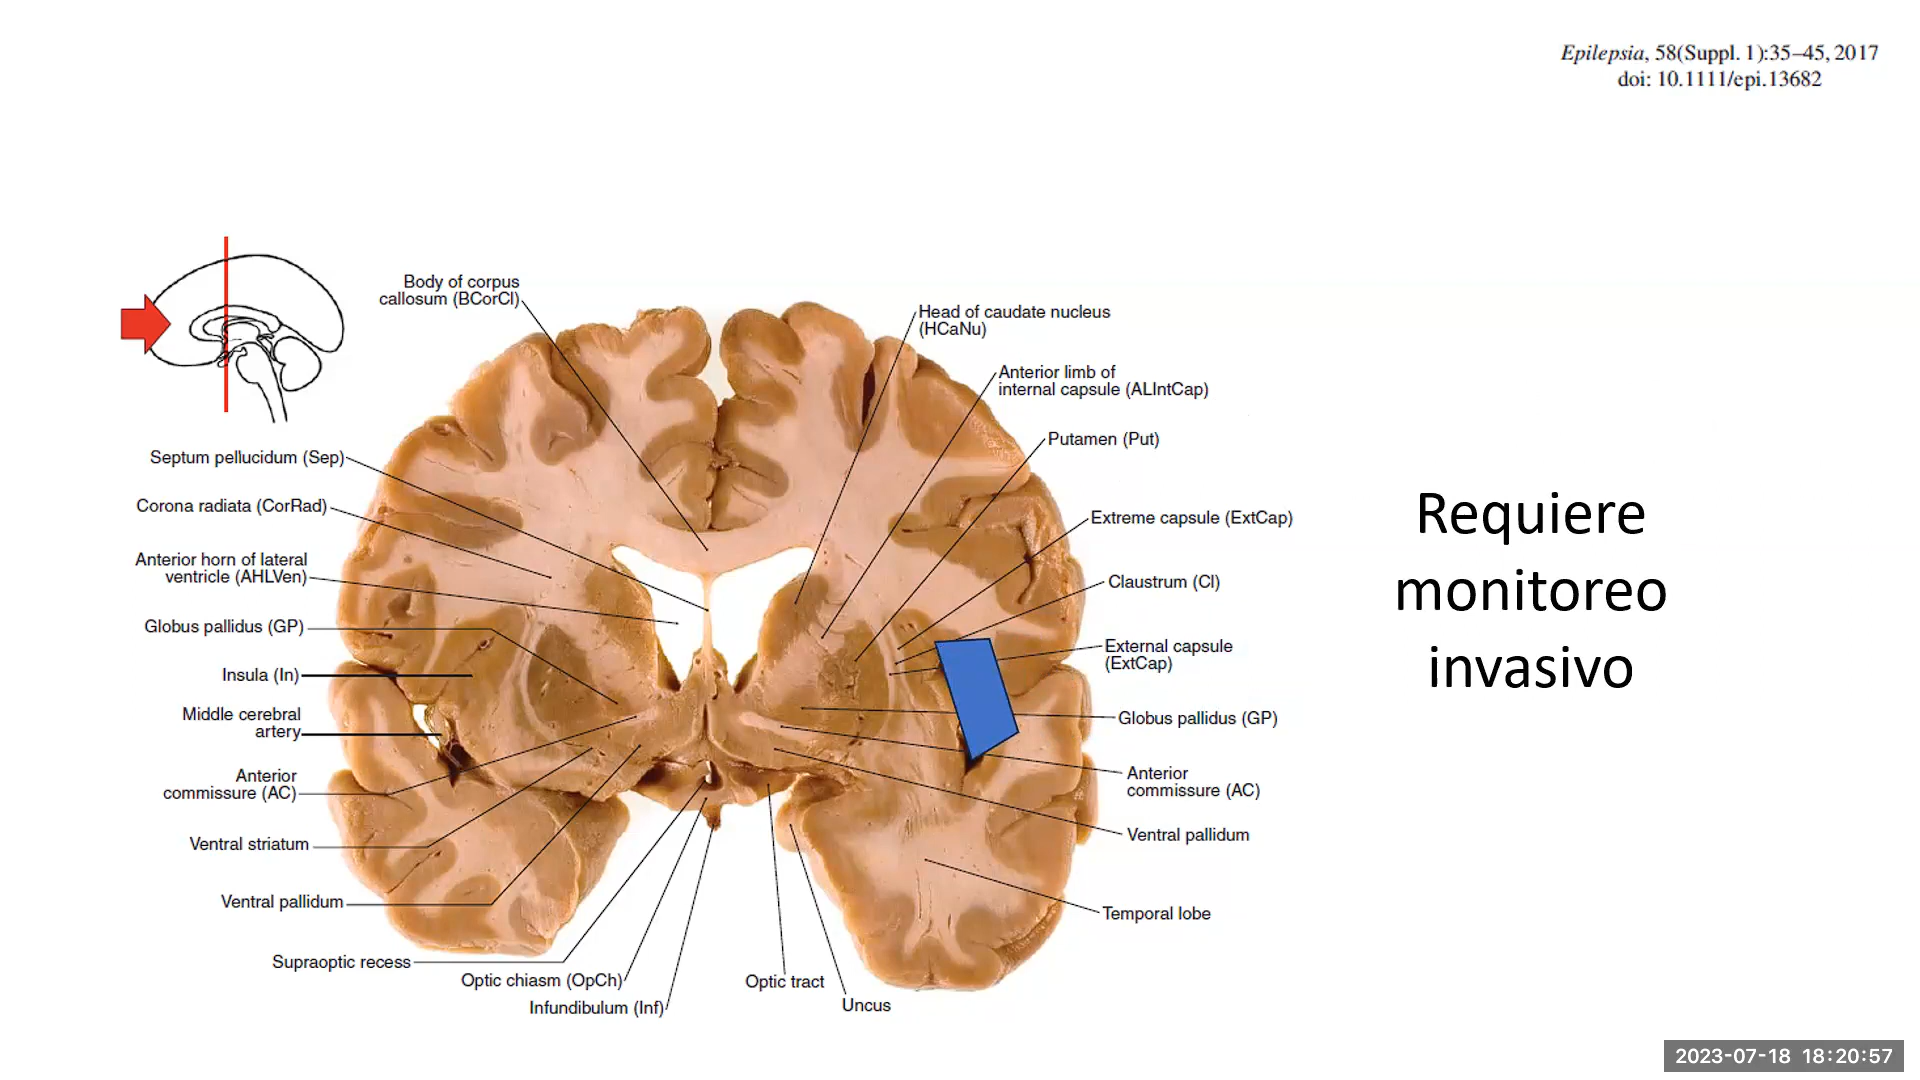 Epilepsia, 58(Suppl. 1):35–45, 2017
doi: 10.1111/epi.13682
Body of corpus
callosum (BCorCl)
Septum pellucidum (Sep)
Corona radiata (CorRad)
Anterior horn of lateral
ventricle (AHLVen)
Globus pallidus (GP)
Insula (In)
Middle cerebral
artery
Anterior
commissure (AC)
Ventral striatum
Ventral pallidum
Supraoptic recess
Optic chiasm (OpCh)
Infundibulum (Inf)
Optic tract
Uncus
Head of caudate nucleus
(HCaNu)
Anterior limb of
internal capsule (ALIntCap)
Putamen (Put)
Extreme capsule (ExtCap)
Claustrum (Cl)
External capsule
(ExtCap)
Globus pallidus (GP)
Anterior
commissure (AC)
Ventral pallidum
Temporal lobe
Requiere
monitoreo
invasivo
2023-07-18 18:20:57